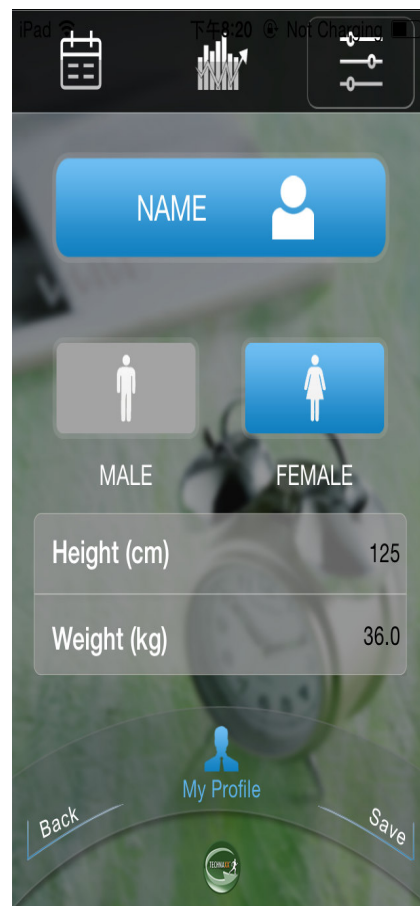 iPad 下午8:20 Not Charging
NAME
MALE FEMALE
Height (cm) 125
Weight (kg) 36.0
My Profile
Back Save
TECHNAXX